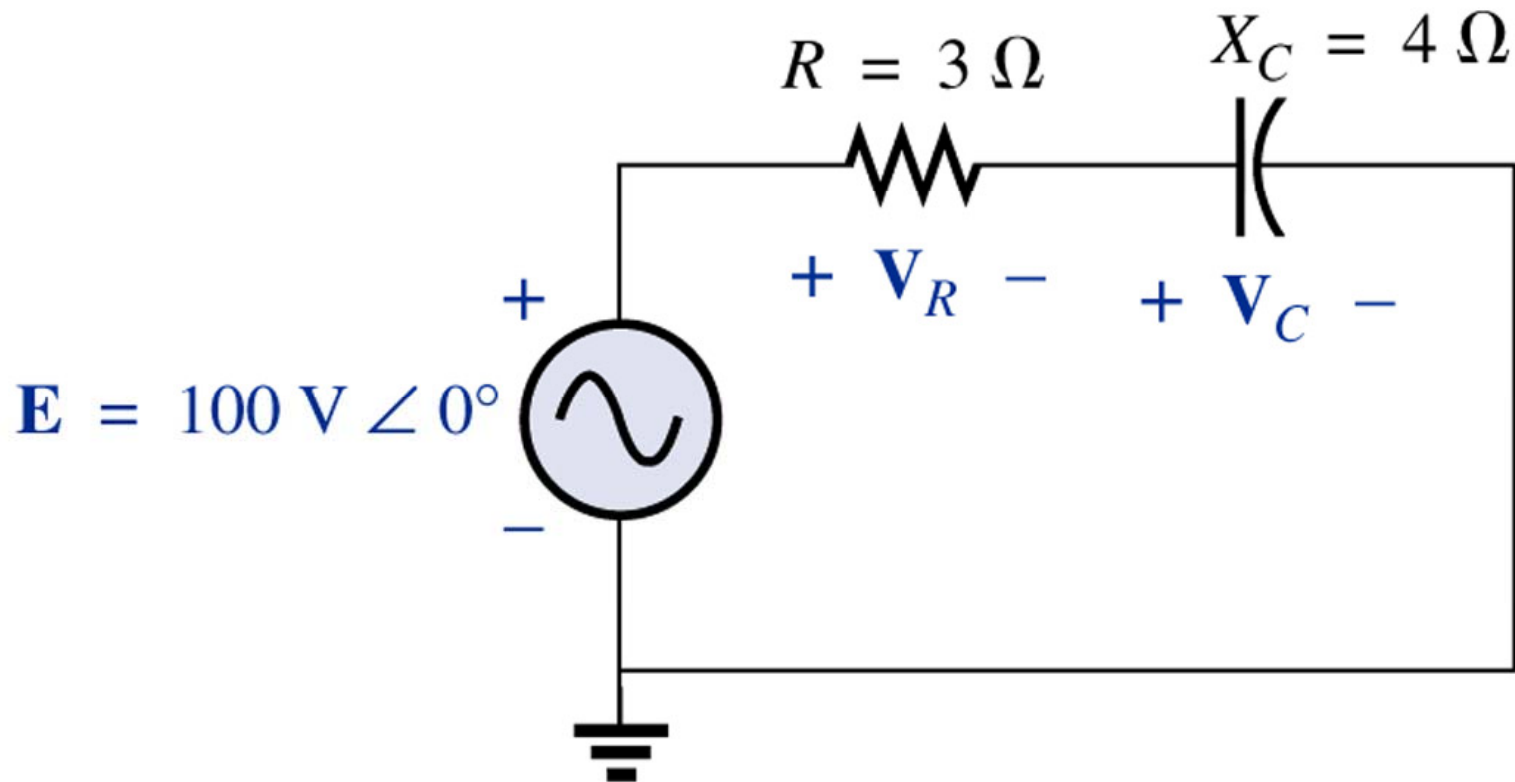 R = 3 Ω
X_C = 4 Ω
+ V_R −
+ V_C −
+
E = 100 V ∠ 0°
−